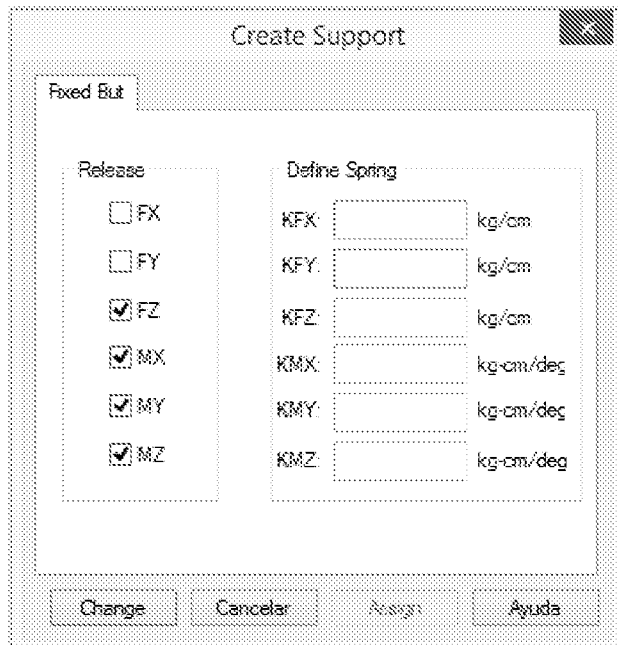 Create Support
Fixed But
Release
Define Spring
FX
KFX:
kg/cm
FY
KFY:
kg/cm
FZ
KFZ:
kg/cm
MX
KMX:
kg-cm/deg
MY
KMY:
kg-cm/deg
MZ
KMZ:
kg-cm/deg
Change
Cancelar
Assign
Ayuda